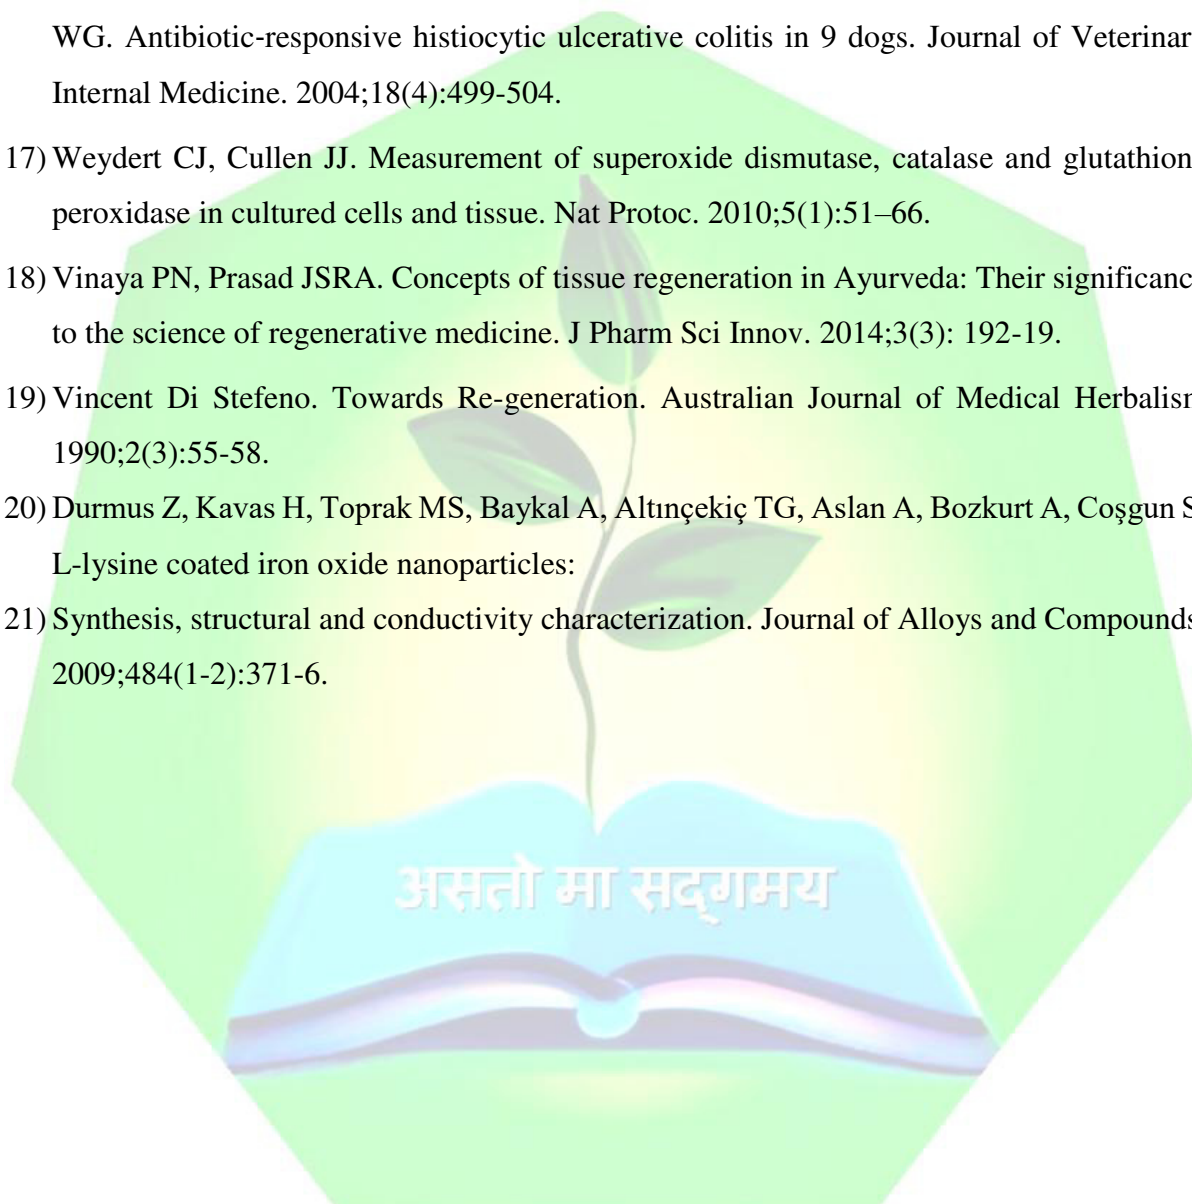 WG. Antibiotic-responsive histiocytic ulcerative colitis in 9 dogs. Journal of Veterinar
Internal Medicine. 2004;18(4):499-504.
17) Weydert CJ, Cullen JJ. Measurement of superoxide dismutase, catalase and glutathion
peroxidase in cultured cells and tissue. Nat Protoc. 2010;5(1):51–66.
18) Vinaya PN, Prasad JSRA. Concepts of tissue regeneration in Ayurveda: Their significanc
to the science of regenerative medicine. J Pharm Sci Innov. 2014;3(3): 192-19.
19) Vincent Di Stefeno. Towards Re-generation. Australian Journal of Medical Herbalism
1990;2(3):55-58.
20) Durmus Z, Kavas H, Toprak MS, Baykal A, Altınçekiç TG, Aslan A, Bozkurt A, Coşgun S
L-lysine coated iron oxide nanoparticles:
21) Synthesis, structural and conductivity characterization. Journal of Alloys and Compounds
2009;484(1-2):371-6.
असतो मा सद्गमय